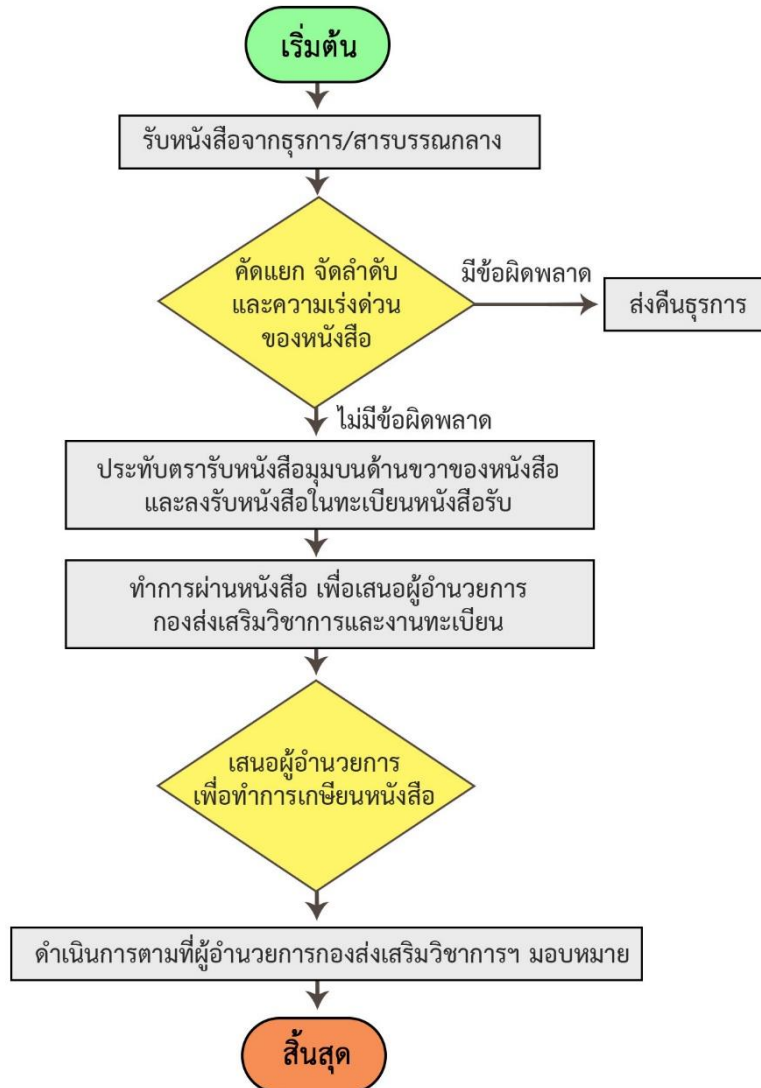 เริ่มต้น
รับหนังสือจากธุรการ/สารบรรณกลาง
คัดแยก จัดลำดับ
และความเร่งด่วน
ของหนังสือ
มีข้อผิดพลาด
ส่งคืนธุรการ
ไม่มีข้อผิดพลาด
ประทับตรารับหนังสือมุมบนด้านขวาของหนังสือ
และลงรับหนังสือในทะเบียนหนังสือรับ
ทำการผ่านหนังสือ เพื่อเสนอผู้อำนวยการ
กองส่งเสริมวิชาการและงานทะเบียน
เสนอผู้อำนวยการ
เพื่อทำการเกษียนหนังสือ
ดำเนินการตามที่ผู้อำนวยการกองส่งเสริมวิชาการฯ มอบหมาย
สิ้นสุด